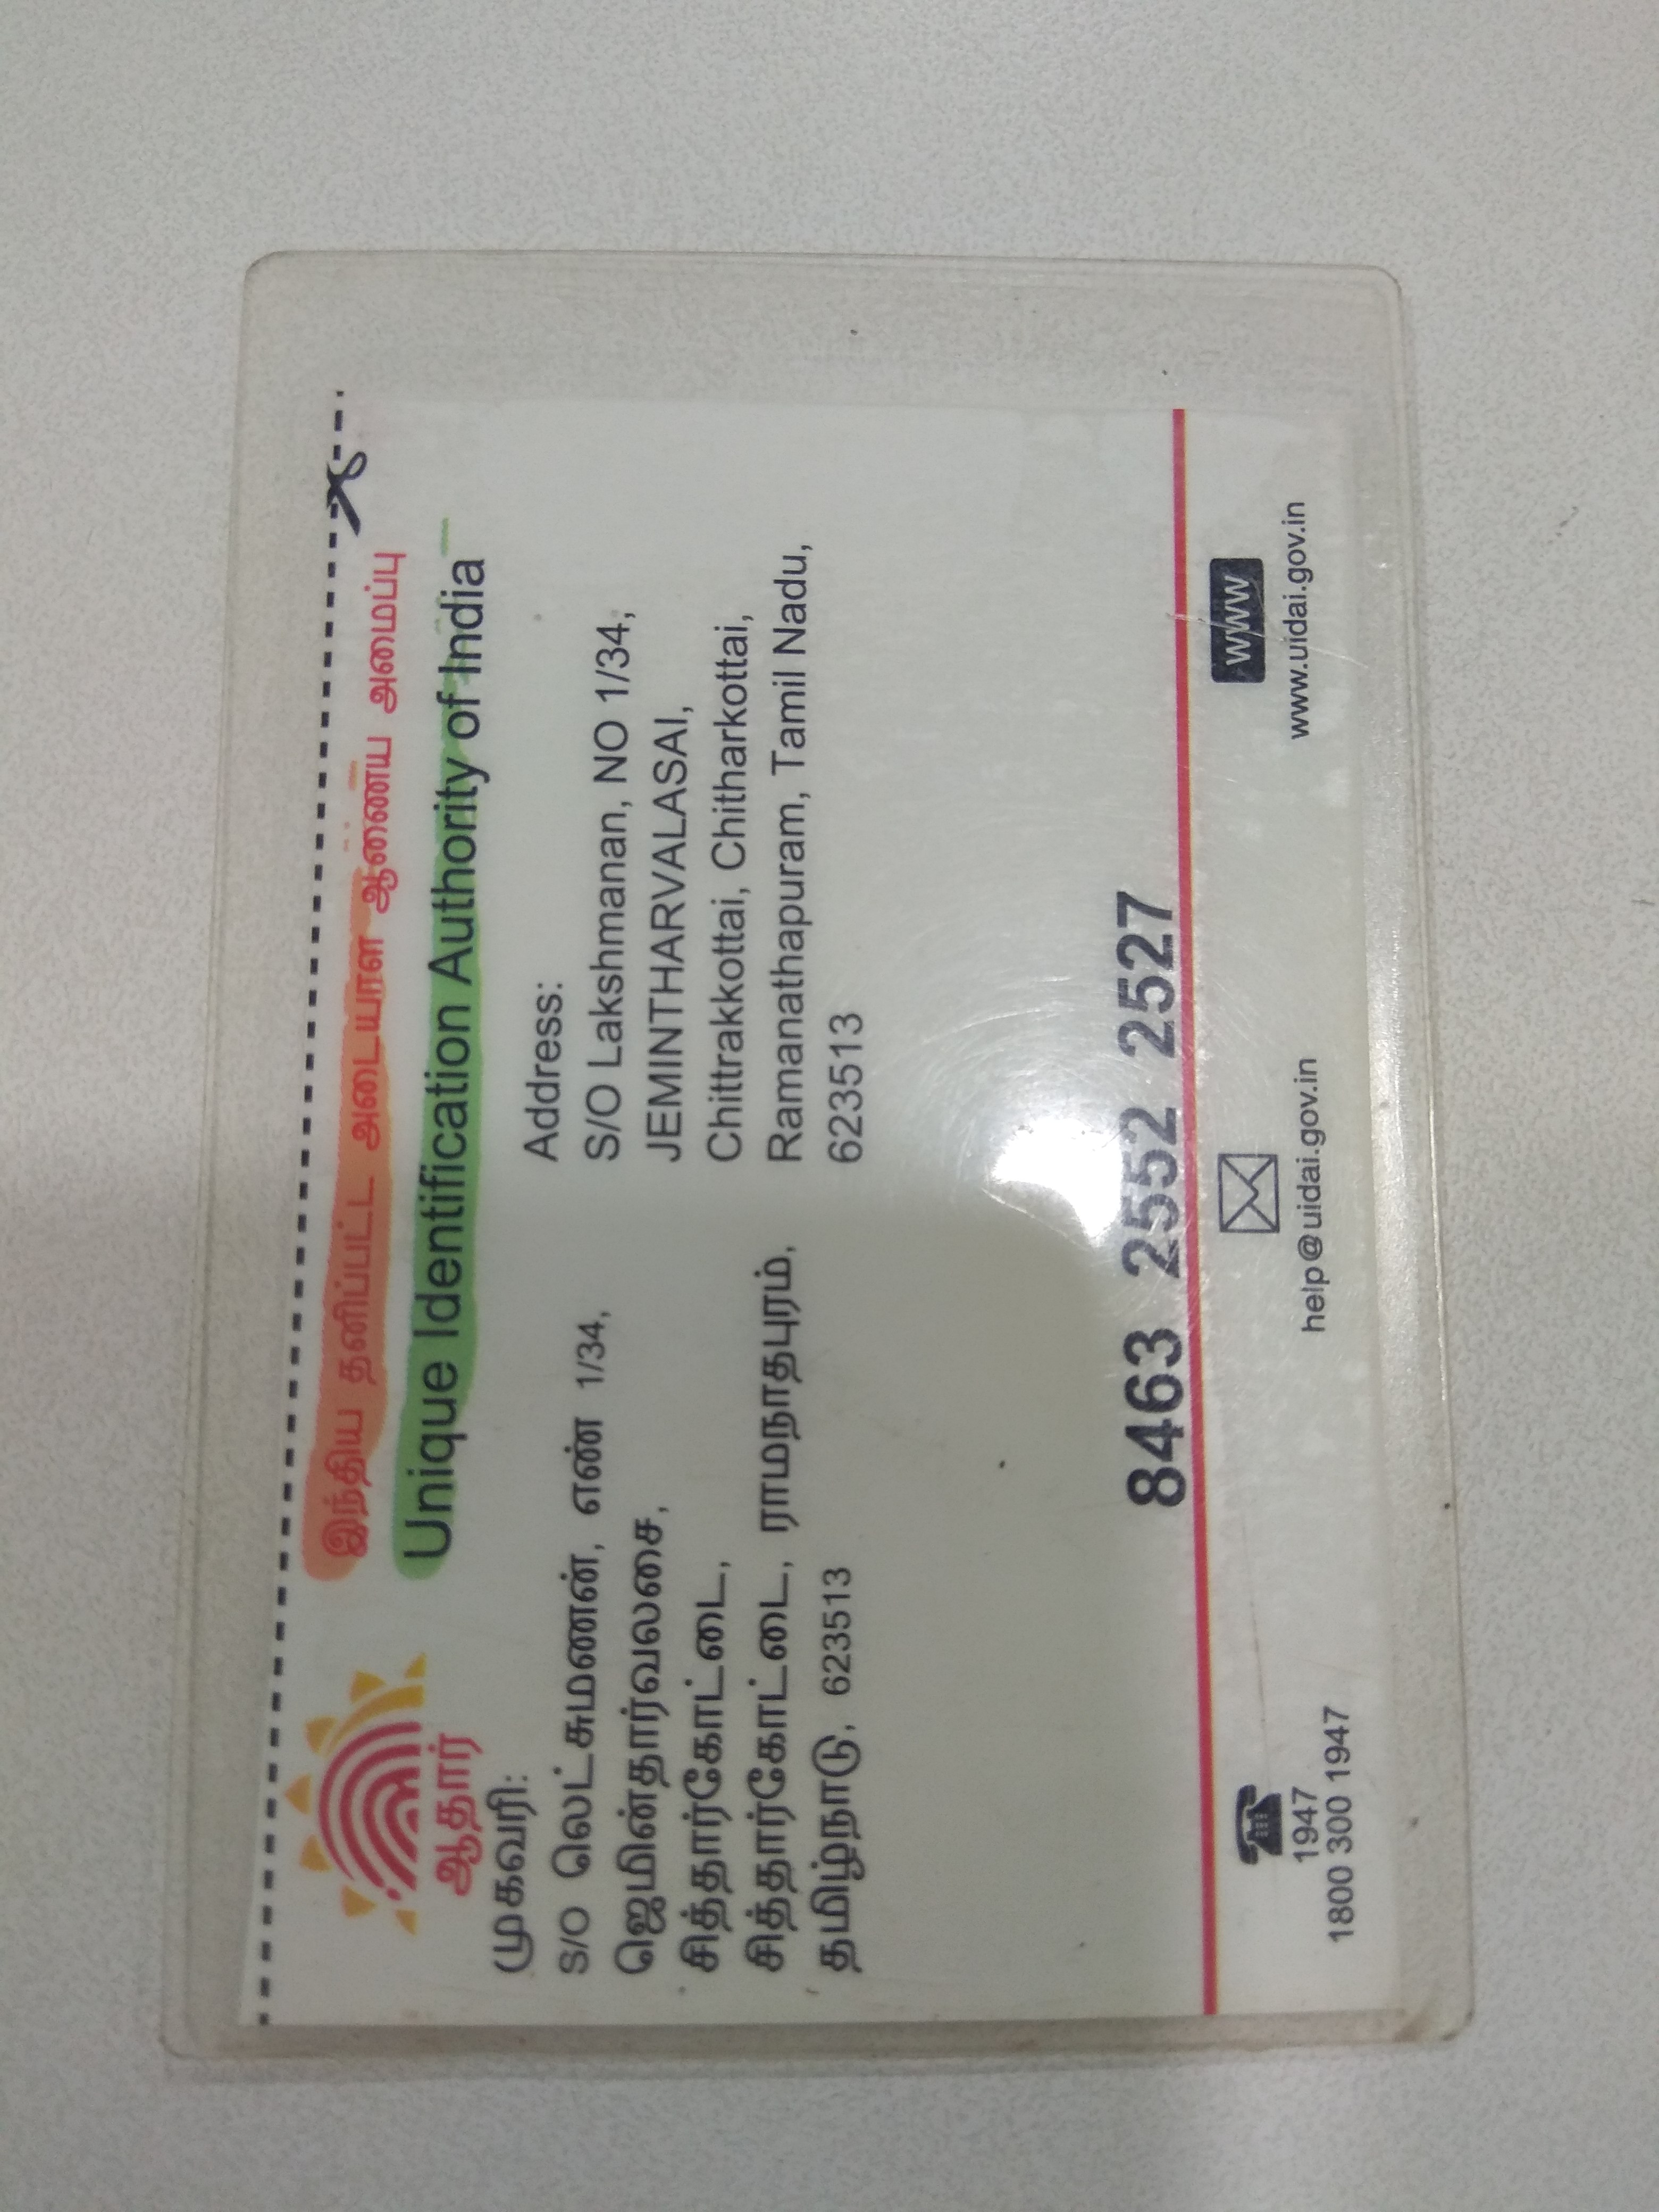 இந்திய தனிப்பட்ட அடையாள ஆணைய அமைப்பு
Unique Identification Authority of India
ஆதார்
முகவரி:
S/O லெட்சுமணன், எண் 1/34,
ஜெமின்தார்வலசை,
சித்தார்கோட்டை,
சித்தார்கோட்டை, ராமநாதபுரம்,
தமிழ்நாடு, 623513
Address:
S/O Lakshmanan, NO 1/34,
JEMINTHARVALASAI,
Chittrakkottai, Chitharkottai,
Ramanathapuram, Tamil Nadu,
623513
8463 2552 2527
1947
1800 300 1947
help@uidai.gov.in
WWW
www.uidai.gov.in